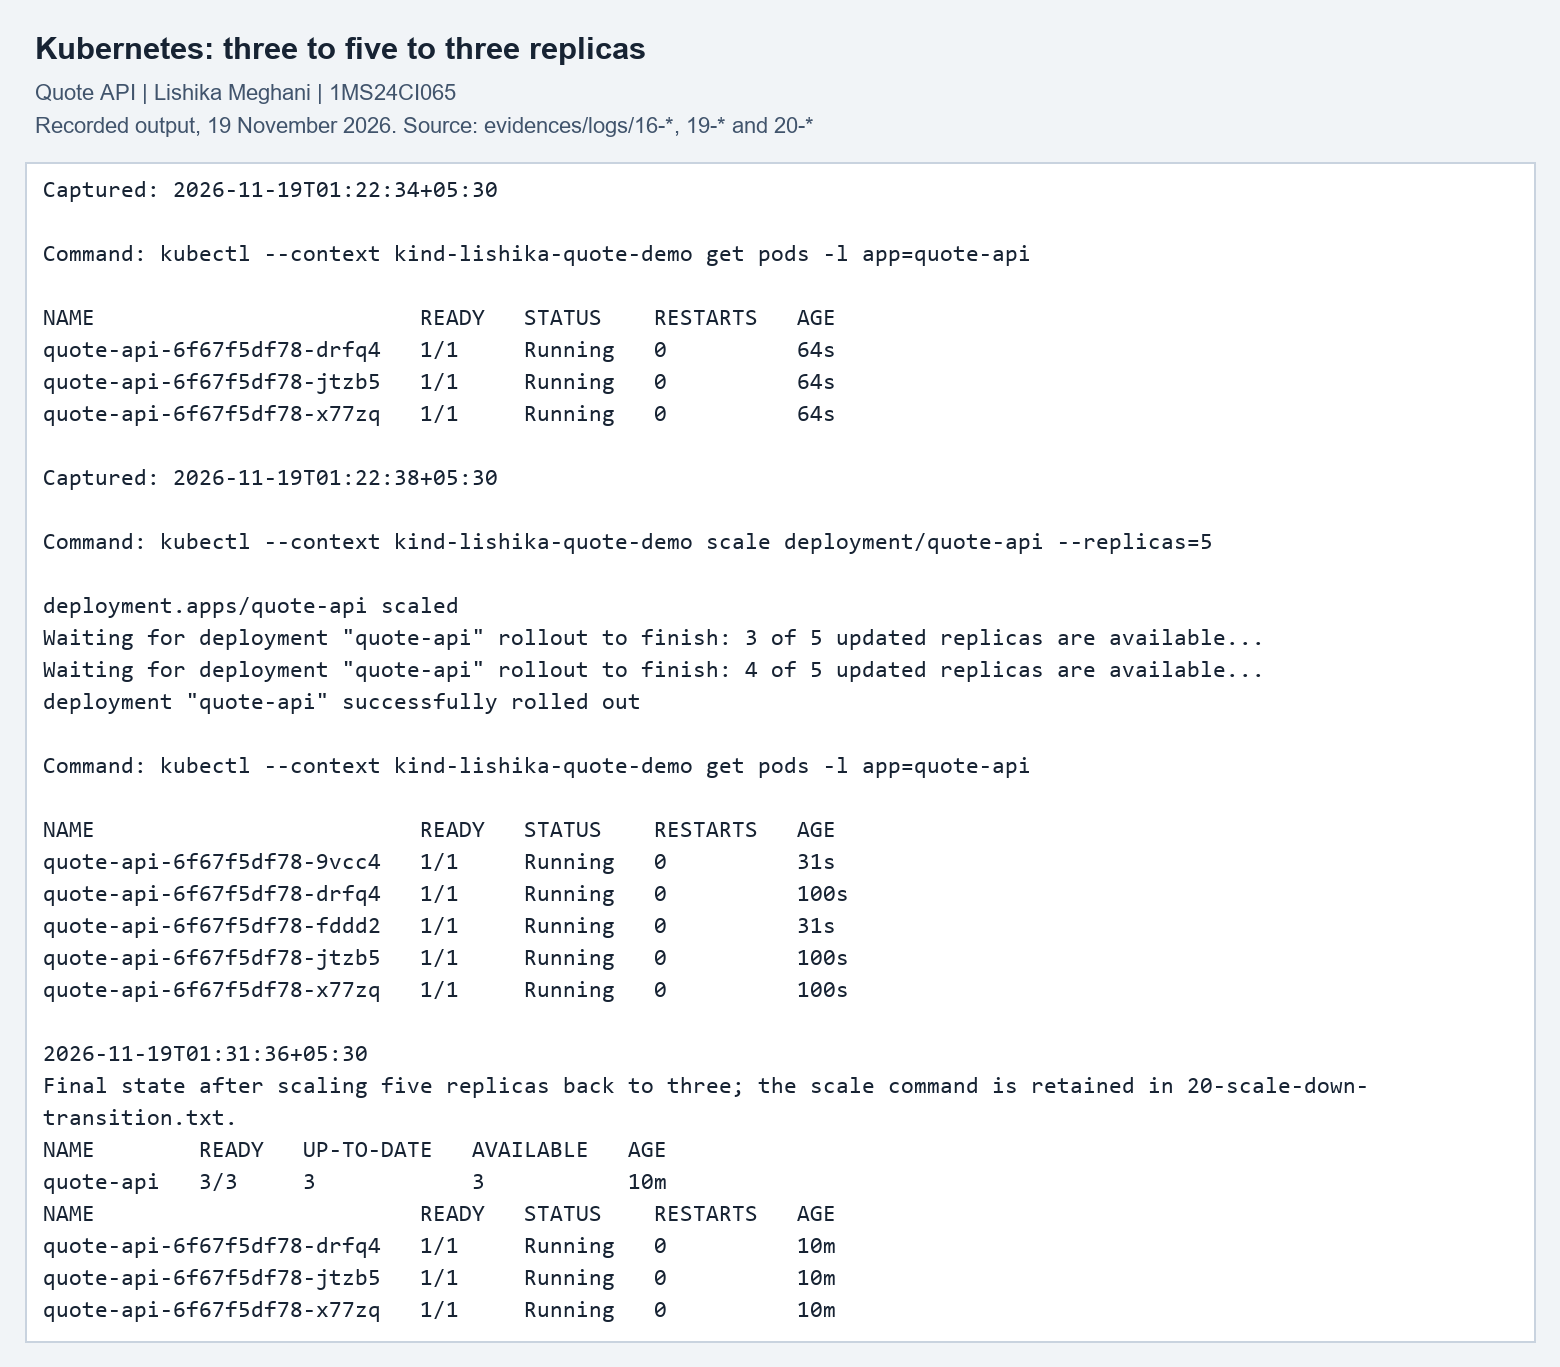 Kubernetes: three to five to three replicas
Quote API | Lishika Meghani | 1MS24CI065
Recorded output, 19 November 2026. Source: evidences/logs/16-*, 19-* and 20-*
Captured: 2026-11-19T01:22:34+05:30
Command: kubectl --context kind-lishika-quote-demo get pods -l app=quote-api
NAME                         READY   STATUS    RESTARTS   AGE
quote-api-6f67f5df78-drfq4   1/1     Running   0          64s
quote-api-6f67f5df78-jtzb5   1/1     Running   0          64s
quote-api-6f67f5df78-x77zq   1/1     Running   0          64s
Captured: 2026-11-19T01:22:38+05:30
Command: kubectl --context kind-lishika-quote-demo scale deployment/quote-api --replicas=5
deployment.apps/quote-api scaled
Waiting for deployment "quote-api" rollout to finish: 3 of 5 updated replicas are available...
Waiting for deployment "quote-api" rollout to finish: 4 of 5 updated replicas are available...
deployment "quote-api" successfully rolled out
Command: kubectl --context kind-lishika-quote-demo get pods -l app=quote-api
NAME                         READY   STATUS    RESTARTS   AGE
quote-api-6f67f5df78-9vcc4   1/1     Running   0          31s
quote-api-6f67f5df78-drfq4   1/1     Running   0          100s
quote-api-6f67f5df78-fddd2   1/1     Running   0          31s
quote-api-6f67f5df78-jtzb5   1/1     Running   0          100s
quote-api-6f67f5df78-x77zq   1/1     Running   0          100s
2026-11-19T01:31:36+05:30
Final state after scaling five replicas back to three; the scale command is retained in 20-scale-down-
transition.txt.
NAME        READY   UP-TO-DATE   AVAILABLE   AGE
quote-api   3/3     3            3           10m
NAME                         READY   STATUS    RESTARTS   AGE
quote-api-6f67f5df78-drfq4   1/1     Running   0          10m
quote-api-6f67f5df78-jtzb5   1/1     Running   0          10m
quote-api-6f67f5df78-x77zq   1/1     Running   0          10m